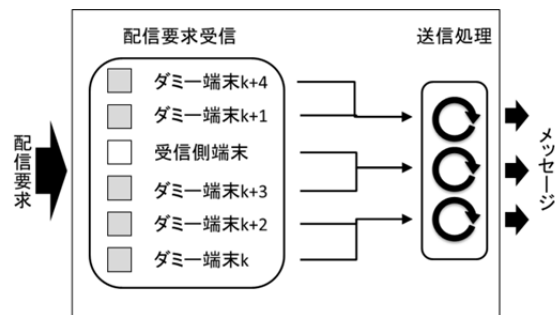 配信要求受信
送信処理
配信要求
ダミー端末k+4
ダミー端末k+1
受信側端末
ダミー端末k+3
ダミー端末k+2
ダミー端末k
メッセージ